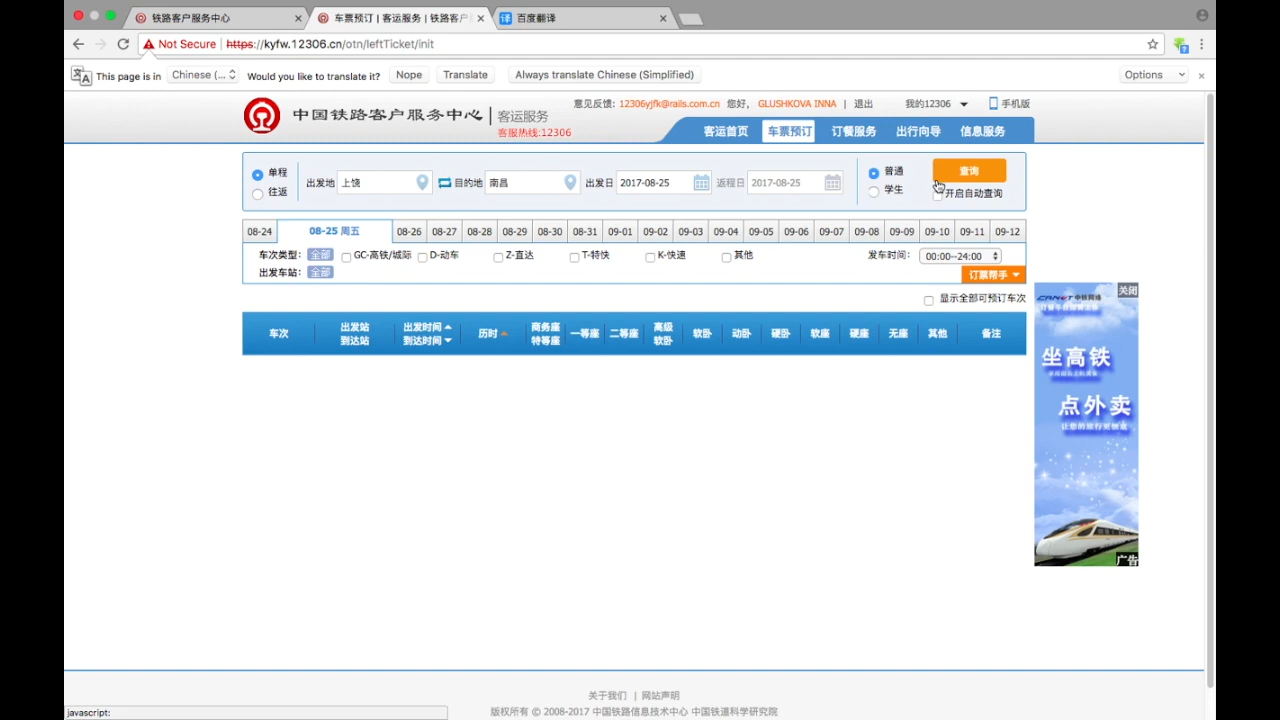 铁路客户服务中心
车票预订 | 客运服务 | 铁路客户
百度翻译
Not Secure | https://kyfw.12306.cn/otn/leftTicket/init
This page is in Chinese (... Would you like to translate it? Nope Translate Always translate Chinese (Simplified) Options
中国铁路客户服务中心 | 客运服务
客服热线:12306
意见反馈: 12306yjfk@rails.com.cn 您好, GLUSHKOVA INNA | 退出 我的12306 手机版
客运首页 车票预订 订餐服务 出行向导 信息服务
单程
往返
出发地 上饶 目的地 南昌 出发日 2017-08-25 返程日 2017-08-25
普通
学生
查询
开启自动查询
08-24 08-25 周五 08-26 08-27 08-28 08-29 08-30 08-31 09-01 09-02 09-03 09-04 09-05 09-06 09-07 09-08 09-09 09-10 09-11 09-12
车次类型: 全部 GC-高铁/城际 D-动车 Z-直达 T-特快 K-快速 其他 发车时间: 00:00--24:00
出发车站: 全部
订票帮手
显示全部可预订车次
车次 出发站 到达站 出发时间 到达时间 历时 商务座 特等座 一等座 二等座 高级 软卧 软卧 动卧 硬卧 软座 硬座 无座 其他 备注
关闭
中铁网络
坐高铁
点外卖
广告
关于我们 | 网站声明
版权所有 © 2008-2017 中国铁路信息技术中心 中国铁道科学研究院
javascript: